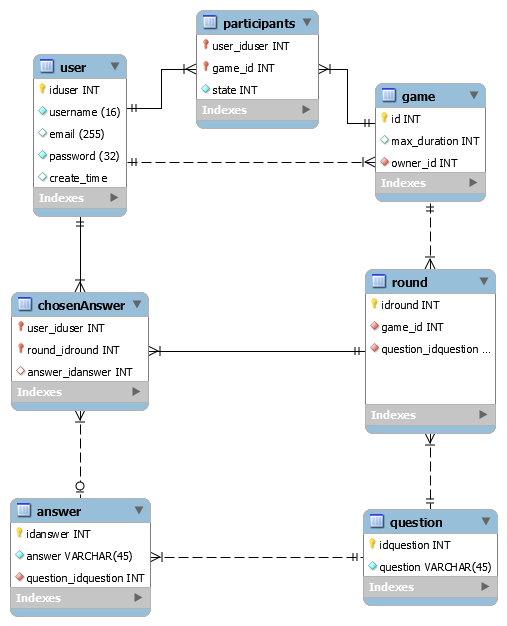 participants
user_iduser INT
game_id INT
state INT
Indexes
user
iduser INT
username (16)
email (255)
password (32)
create_time
Indexes
game
id INT
max_duration INT
owner_id INT
Indexes
chosenAnswer
user_iduser INT
round_idround INT
answer_idanswer INT
Indexes
round
idround INT
game_id INT
question_idquestion ...
Indexes
answer
idanswer INT
answer VARCHAR(45)
question_idquestion INT
Indexes
question
idquestion INT
question VARCHAR(45)
Indexes